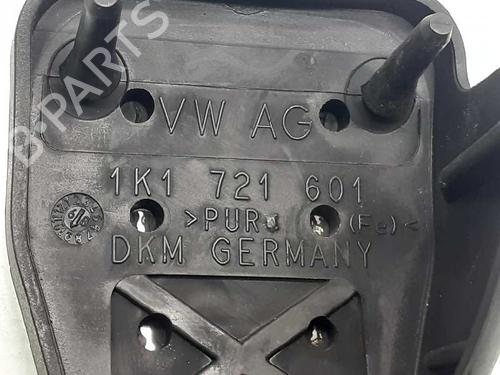 B-PARTS
VW AG
1K1 721 601
>PUR (Fe)<
DKM GERMANY